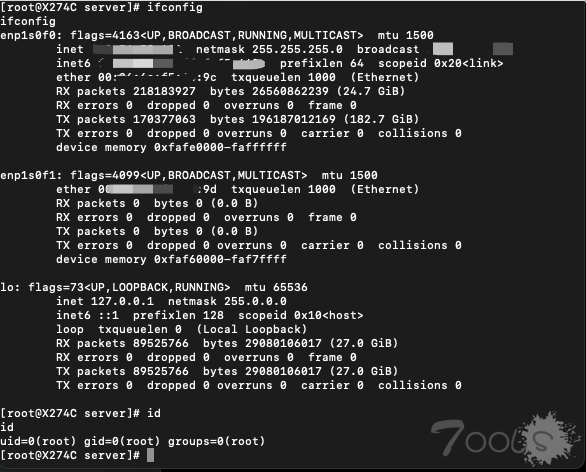 [root@X274C server]# ifconfig
ifconfig
enp1s0f0: flags=4163<UP,BROADCAST,RUNNING,MULTICAST> mtu 1500
inet netmask 255.255.255.0 broadcast
inet6 prefixlen 64 scopeid 0x20<link>
ether 00: :9c txqueuelen 1000 (Ethernet)
RX packets 218183927 bytes 26560862239 (24.7 GiB)
RX errors 0 dropped 0 overruns 0 frame 0
TX packets 170377063 bytes 196187012169 (182.7 GiB)
TX errors 0 dropped 0 overruns 0 carrier 0 collisions 0
device memory 0xfafe0000-faffffff
enp1s0f1: flags=4099<UP,BROADCAST,MULTICAST> mtu 1500
ether :9d txqueuelen 1000 (Ethernet)
RX packets 0 bytes 0 (0.0 B)
RX errors 0 dropped 0 overruns 0 frame 0
TX packets 0 bytes 0 (0.0 B)
TX errors 0 dropped 0 overruns 0 carrier 0 collisions 0
device memory 0xfaf60000-faf7ffff
lo: flags=73<UP,LOOPBACK,RUNNING> mtu 65536
inet 127.0.0.1 netmask 255.0.0.0
inet6 ::1 prefixlen 128 scopeid 0x10<host>
loop txqueuelen 0 (Local Loopback)
RX packets 89525766 bytes 29080106017 (27.0 GiB)
RX errors 0 dropped 0 overruns 0 frame 0
TX packets 89525766 bytes 29080106017 (27.0 GiB)
TX errors 0 dropped 0 overruns 0 carrier 0 collisions 0
[root@X274C server]# id
id
uid=0(root) gid=0(root) groups=0(root)
[root@X274C server]#
Tools